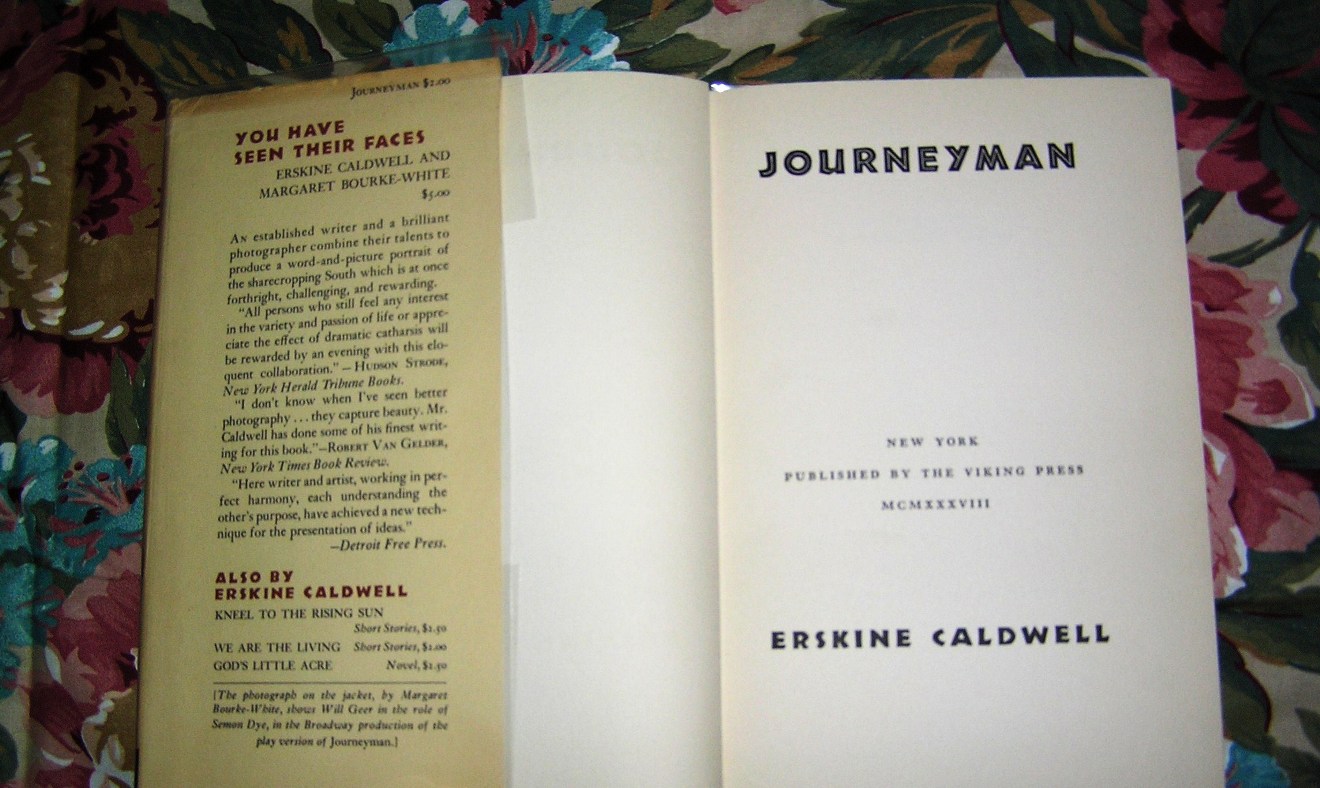 JOURNEYMAN $2.00
YOU HAVE
SEEN THEIR FACES
ERSKINE CALDWELL AND
MARGARET BOURKE-WHITE
$5.00
AN established writer and a brilliant
photographer combine their talents to
produce a word-and-picture portrait of
the sharecropping South which is at once
forthright, challenging, and rewarding.
"All persons who still feel any interest
in the variety and passion of life or appre-
ciate the effect of dramatic catharsis will
be rewarded by an evening with this elo-
quent collaboration." — HUDSON STRODE,
New York Herald Tribune Books.
"I don't know when I've seen better
photography . . . they capture beauty. Mr.
Caldwell has done some of his finest writ-
ing for this book."—ROBERT VAN GELDER,
New York Times Book Review.
"Here writer and artist, working in per-
fect harmony, each understanding the
other's purpose, have achieved a new tech-
nique for the presentation of ideas."
—Detroit Free Press.
ALSO BY
ERSKINE CALDWELL
KNEEL TO THE RISING SUN
Short Stories, $2.50
WE ARE THE LIVING Short Stories, $2.00
GOD'S LITTLE ACRE Novel, $2.50
[The photograph on the jacket, by Margaret
Bourke-White, shows Will Geer in the role of
Semon Dye, in the Broadway production of the
play version of Journeyman.]
JOURNEYMAN
NEW YORK
PUBLISHED BY THE VIKING PRESS
MCMXXXVIII
ERSKINE CALDWELL